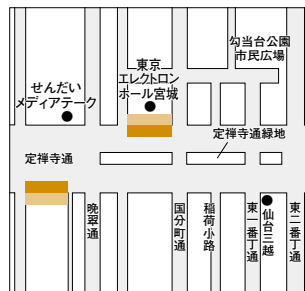 勾当台公園
市民広場
東京
エレクトロン
ホール宮城
せんだい
メディアテーク
定禅寺通緑地
定禅寺通
晩翠通
国分町通
稲荷小路
東一番丁通
仙台三越
東二番丁通